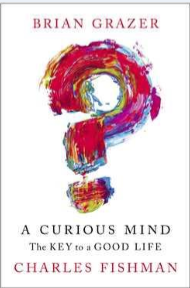 BRIAN GRAZER
?
A CURIOUS MIND
The KEY to a GOOD LIFE
CHARLES FISHMAN